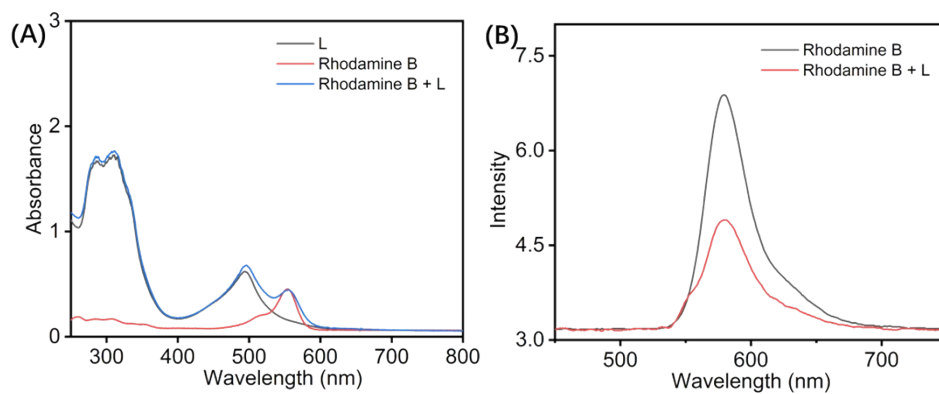 (A)
3
2
1
0
Absorbance
300 400 500 600 700 800
Wavelength (nm)
L
Rhodamine B
Rhodamine B + L
(B)
7.5
6.0
4.5
3.0
Intensity
500 600 700
Wavelength (nm)
Rhodamine B
Rhodamine B + L